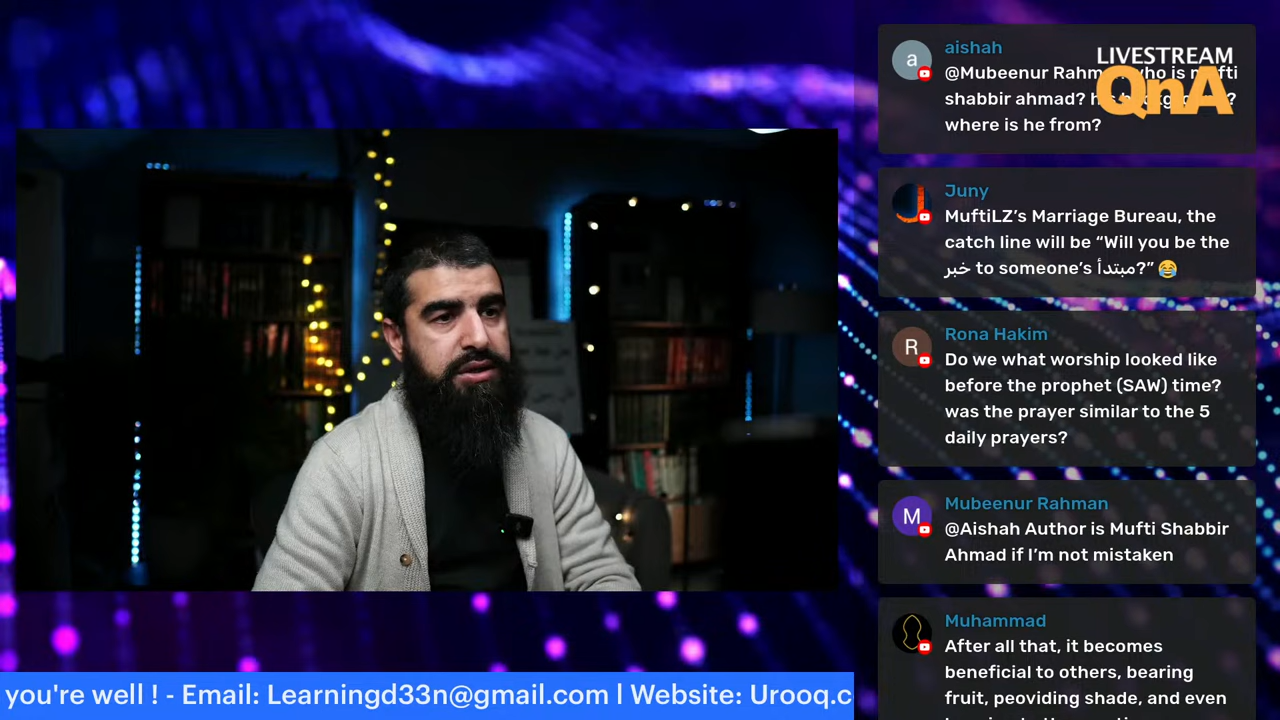 aishah
@Mubeenur Rahm who is mufti
shabbir ahmad? his ?
where is he from?
LIVESTREAM
QnA
Juny
MuftiLZ’s Marriage Bureau, the
catch line will be “Will you be the
خبر to someone’s مبتدأ?” 😂
R
Rona Hakim
Do we what worship looked like
before the prophet (SAW) time?
was the prayer similar to the 5
daily prayers?
M
Mubeenur Rahman
@Aishah Author is Mufti Shabbir
Ahmad if I’m not mistaken
Muhammad
After all that, it becomes
beneficial to others, bearing
fruit, peoviding shade, and even
you're well ! - Email: Learningd33n@gmail.com l Website: Urooq.c